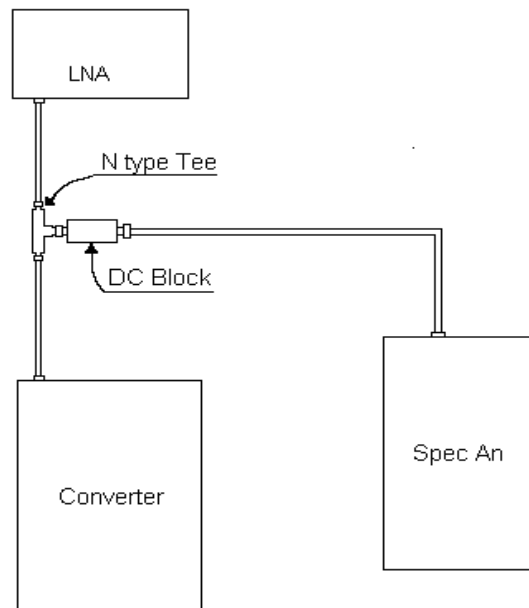 LNA
N type Tee
DC Block
Spec An
Converter